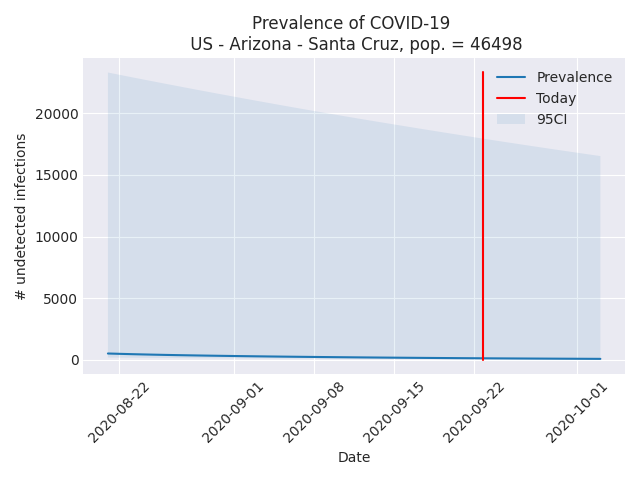 Prevalence of COVID-19
US - Arizona - Santa Cruz, pop. = 46498
Prevalence
Today
95CI
# undetected infections
20000
15000
10000
5000
0
2020-08-22
2020-09-01
2020-09-08
2020-09-15
2020-09-22
2020-10-01
Date